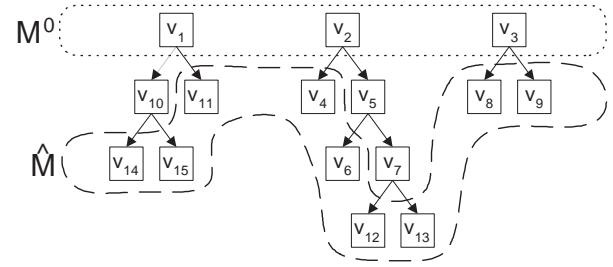 M⁰ v₁ v₂ v₃
v₁₀ v₁₁ v₄ v₅ v₈ v₉
M̂ v₁₄ v₁₅ v₆ v₇
v₁₂ v₁₃